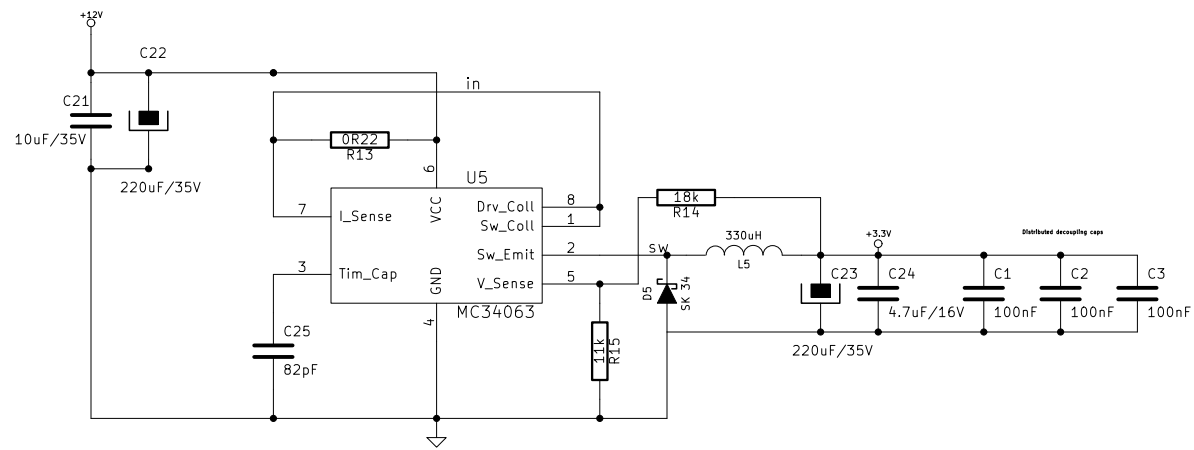 +12V
C22
C21
10uF/35V
220uF/35V
in
0R22
R13
6
U5
7
I_Sense
VCC
Drv_Coll
8
Sw_Coll
1
Sw_Emit
2
3
Tim_Cap
GND
V_Sense
5
4
MC34063
C25
82pF
11k
R15
18k
R14
SW
330uH
L5
D5
SK 34
+3.3V
Distributed decoupling caps
C23
220uF/35V
C24
4.7uF/16V
C1
100nF
C2
100nF
C3
100nF